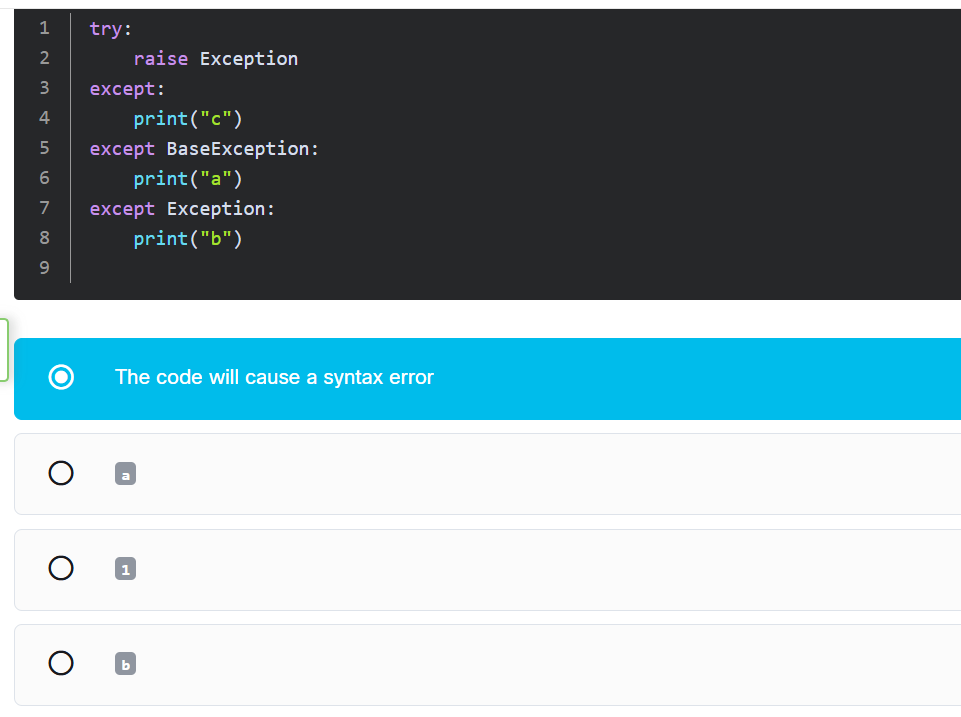 1 try:
2     raise Exception
3 except:
4     print("c")
5 except BaseException:
6     print("a")
7 except Exception:
8     print("b")
9
The code will cause a syntax error
a
1
b